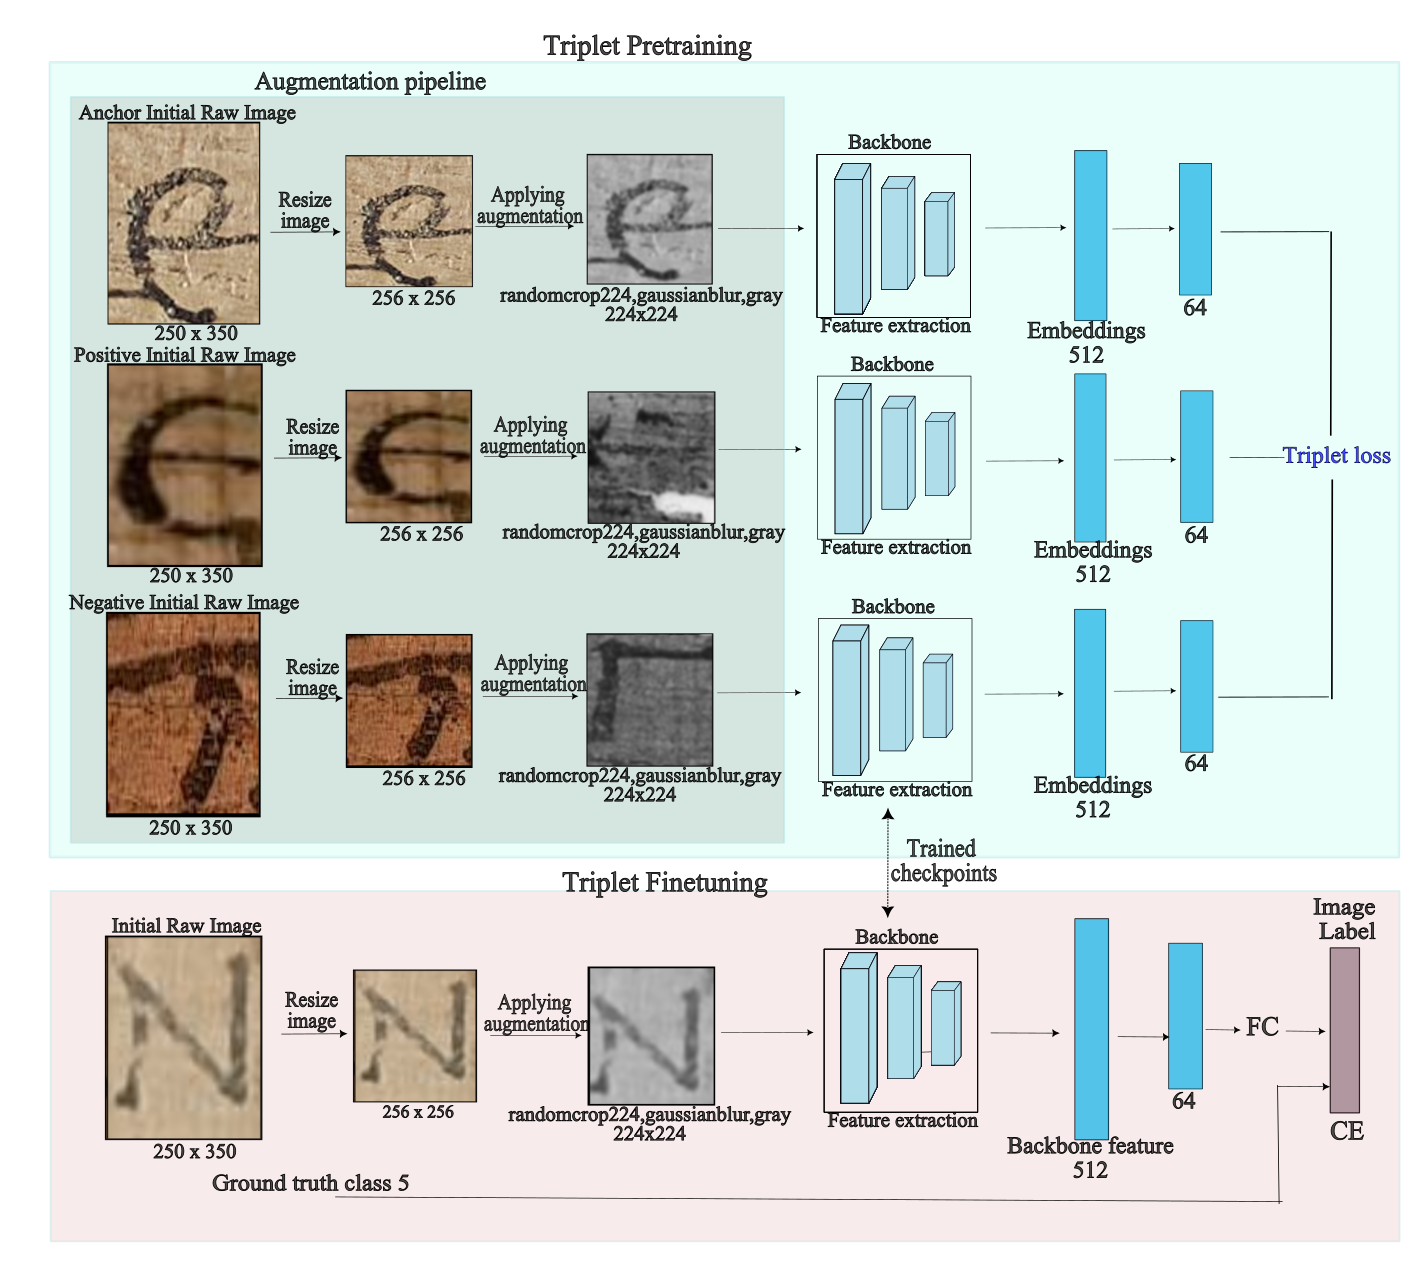 Triplet Pretraining
Augmentation pipeline
Anchor Initial Raw Image
250 x 350
Resize
image
256 x 256
Applying
augmentation
randomcrop224,gaussianblur,gray
224x224
Backbone
Feature extraction
Embeddings
512
64
Positive Initial Raw Image
250 x 350
Resize
image
256 x 256
Applying
augmentation
randomcrop224,gaussianblur,gray
224x224
Backbone
Feature extraction
Embeddings
512
64
Triplet loss
Negative Initial Raw Image
250 x 350
Resize
image
256 x 256
Applying
augmentation
randomcrop224,gaussianblur,gray
224x224
Backbone
Feature extraction
Embeddings
512
64
Trained
checkpoints
Triplet Finetuning
Initial Raw Image
250 x 350
Resize
image
256 x 256
Applying
augmentation
randomcrop224,gaussianblur,gray
224x224
Backbone
Feature extraction
Backbone feature
512
64
FC
Image
Label
CE
Ground truth class 5